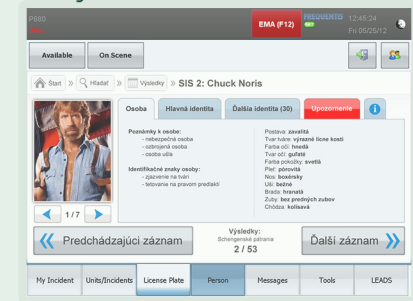 P880
EMA (F12)
FREQUENTIS
12:45:24
Fri 05/25/12
Available
On Scene
Štart » Hľadať » Výsledky » SIS 2: Chuck Noris
Osoba
Hlavná identita
Ďalšia identita (30)
Upozornenie
Poznámky k osobe:
- nebezpečná osoba
- ozbrojená osoba
- osoba ušla
Identifikačné znaky osoby:
- zjazvenie na tvári
- tetovanie na pravom predlaktí
Postava: zavalitá
Tvar tváre: výrazné lícne kosti
Farba očí: hnedá
Tvar očí: guľaté
Farba pokožky: svetlá
Pleť: pórovitá
Nos: boxérsky
Uši: bežné
Brada: hranatá
Zuby: bez predných zubov
Chôdza: kolísavá
1 / 7
Predchádzajúci záznam
Výsledky:
Schengenské pátrania
2 / 53
Ďalší záznam
My Incident
Units/Incidents
License Plate
Person
Messages
Tools
LEADS